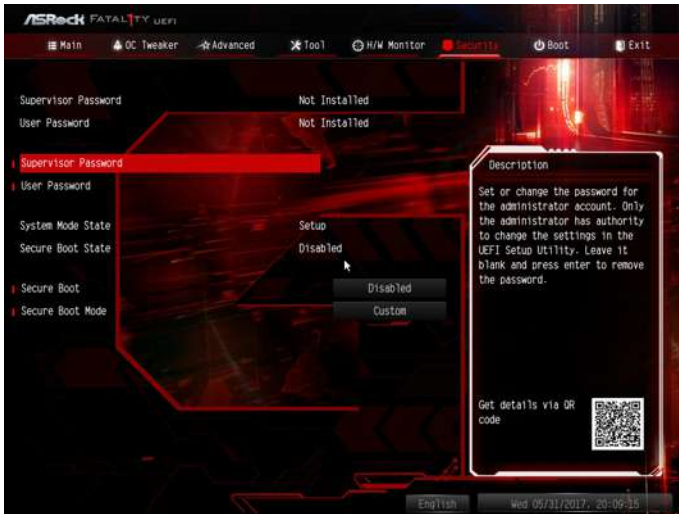 ASRock FATAL1TY UEFI
Main OC Tweaker Advanced Tool H/W Monitor Security Boot Exit
Supervisor Password Not Installed
User Password Not Installed
Supervisor Password
User Password
System Mode State Setup
Secure Boot State Disabled
Secure Boot Disabled
Secure Boot Mode Custom
Description
Set or change the password for
the administrator account. Only
the administrator has authority
to change the settings in the
UEFI Setup Utility. Leave it
blank and press enter to remove
the password.
Get details via QR
code
English Wed 05/31/2017, 20:09:15